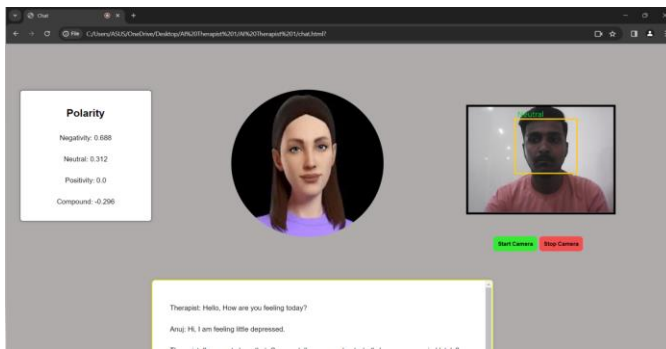 Chat
File C:/Users/ASUS/OneDrive/Desktop/AI%20Therapist%201/AI%20Therapist%201/chat.html?
Polarity
Negativity: 0.688
Neutral: 0.312
Positivity: 0.0
Compound: -0.296
Neutral
Start Camera Stop Camera
Therapist: Hello, How are you feeling today?
Anuj: Hi, I am feeling little depressed.